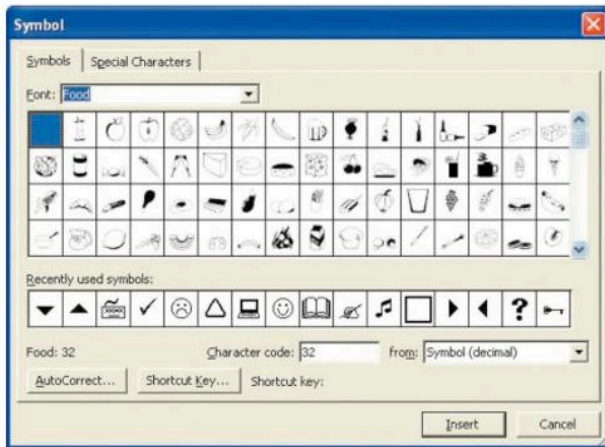 Symbol
Symbols Special Characters
Font: Food
Recently used symbols:
?
Food: 32 Character code: 32 from: Symbol (decimal)
AutoCorrect... Shortcut Key... Shortcut key:
Insert Cancel